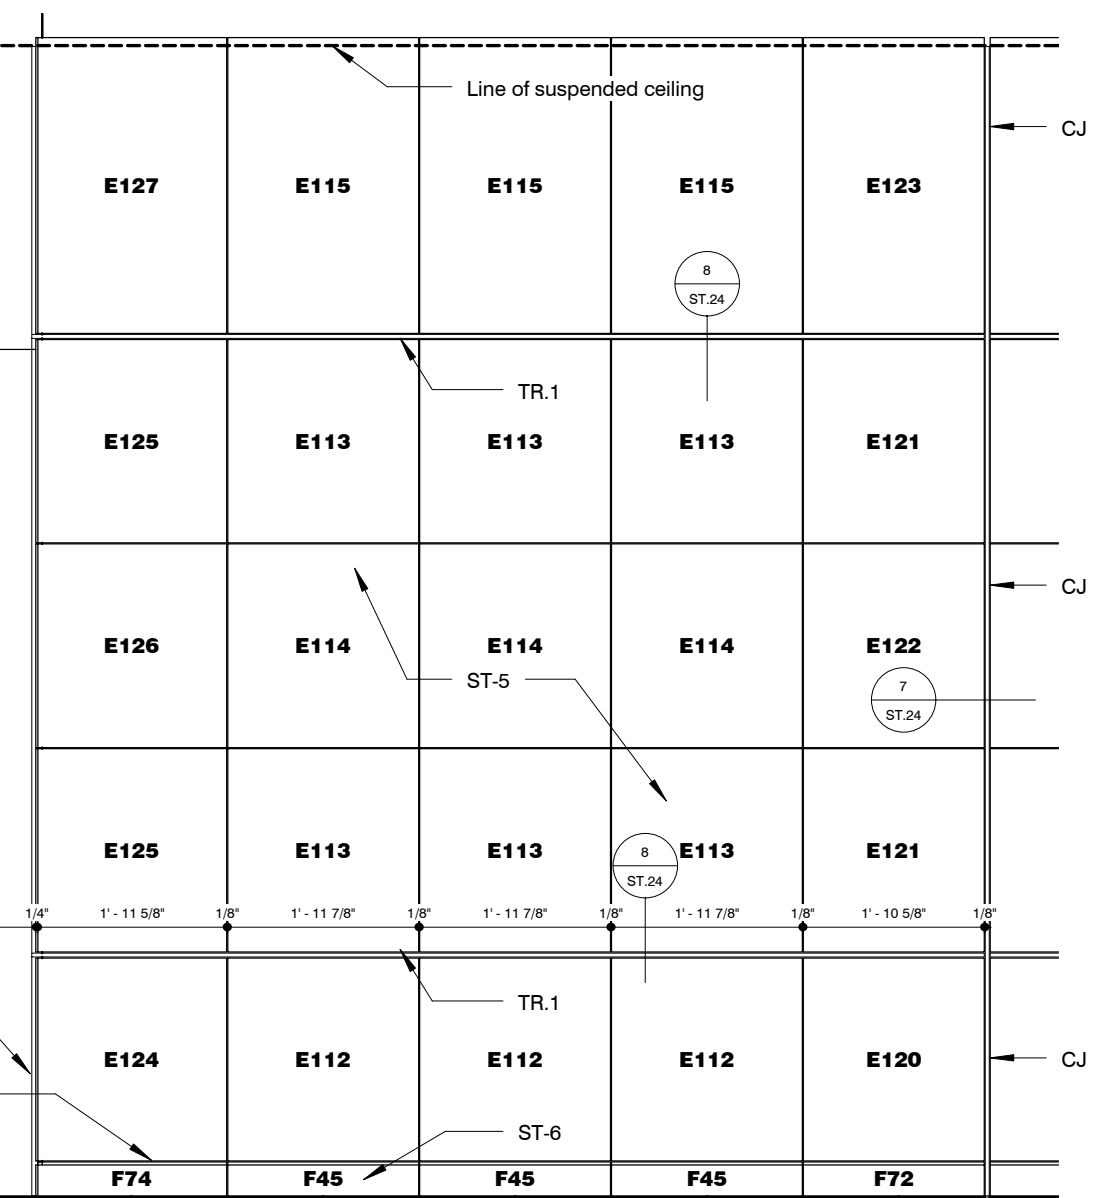 Line of suspended ceiling
CJ
E127 E115 E115 E115 E123
8
ST.24
TR.1
E125 E113 E113 E113 E121
CJ
E126 E114 E114 E114 E122
ST-5
7
ST.24
E125 E113 E113 E113 E121
8
ST.24
1/4" 1' - 11 5/8" 1/8" 1' - 11 7/8" 1/8" 1' - 11 7/8" 1/8" 1' - 11 7/8" 1/8" 1' - 10 5/8" 1/8"
TR.1
E124 E112 E112 E112 E120
CJ
ST-6
F74 F45 F45 F45 F72